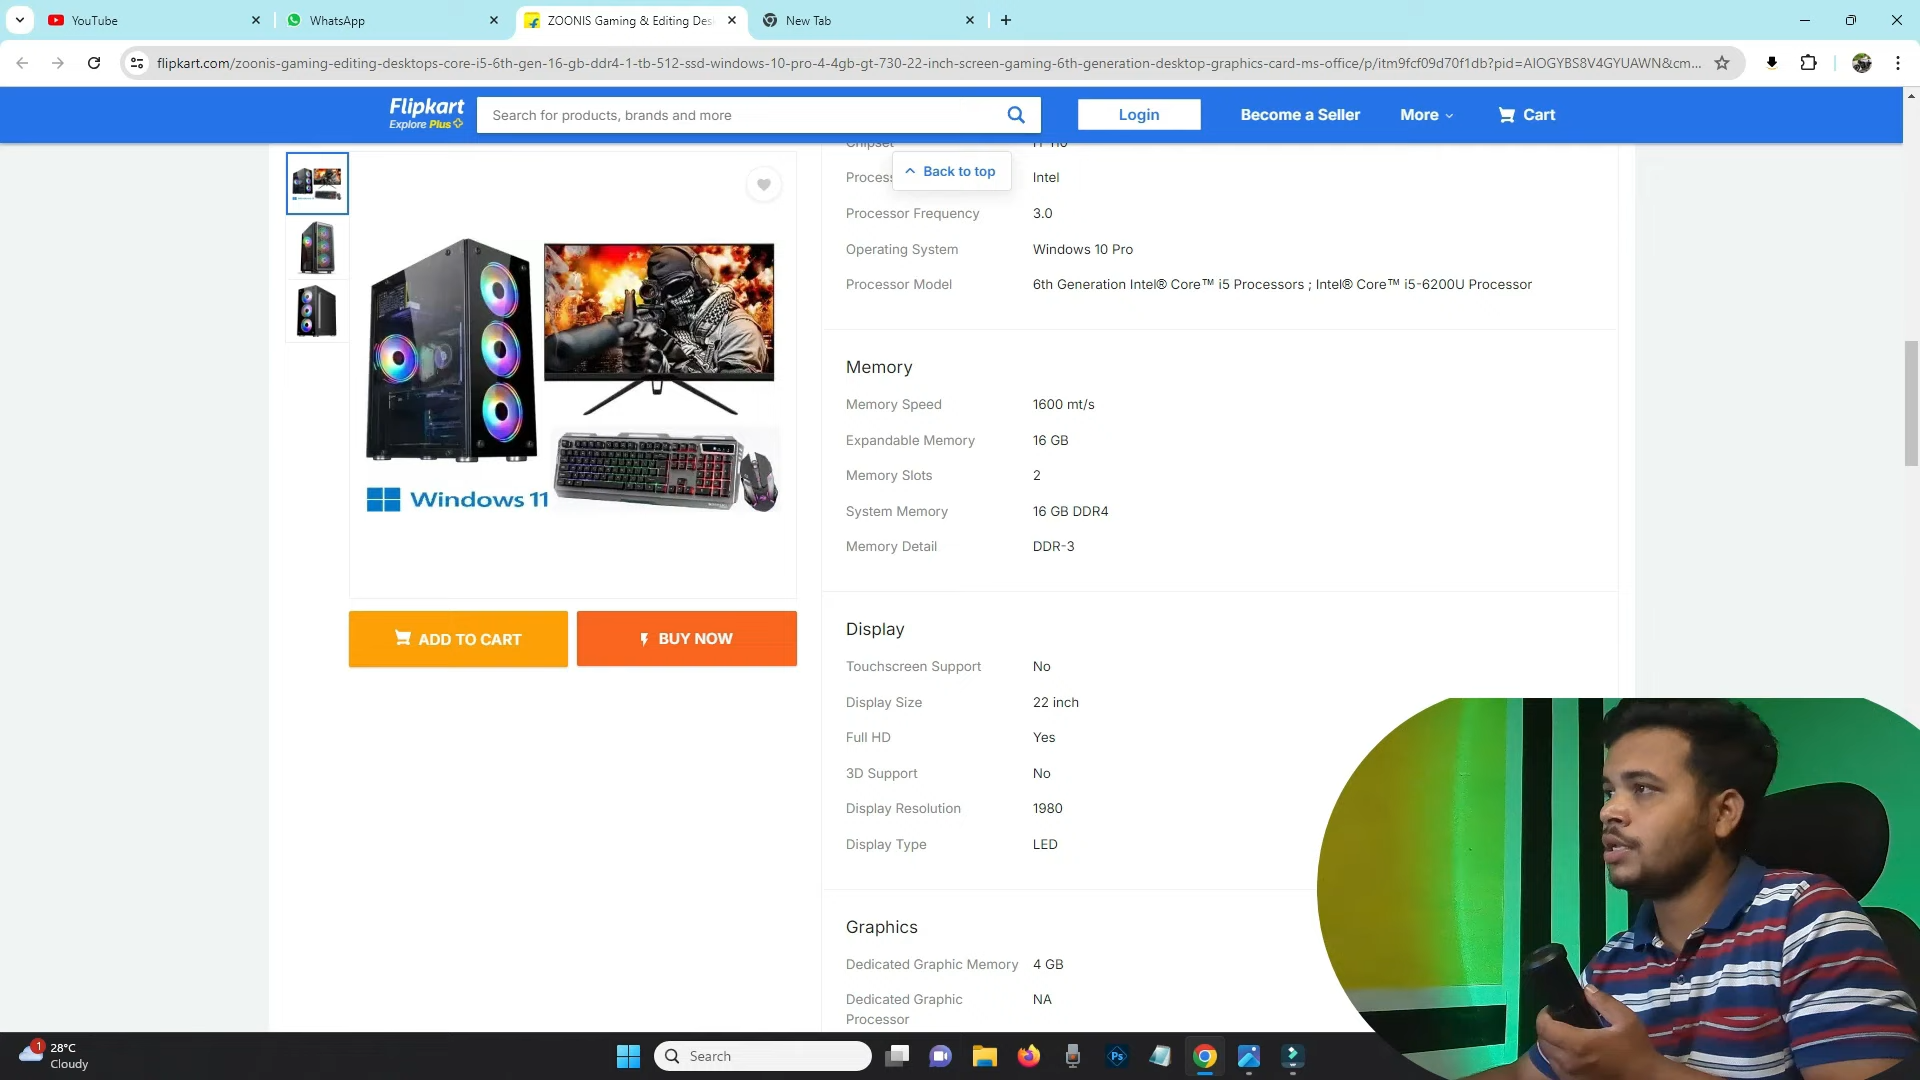 YouTube
WhatsApp
ZOONIS Gaming & Editing Des
New Tab
flipkart.com/zoonis-gaming-editing-desktops-core-i5-6th-gen-16-gb-ddr4-1-tb-512-ssd-windows-10-pro-4-4gb-gt-730-22-inch-screen-gaming-6th-generation-desktop-graphics-card-ms-office/p/itm9fcf09d70f1db?pid=AIOGYBS8V4GYUAWN&cm...
Flipkart
Explore Plus
Search for products, brands and more
Login
Become a Seller
More
Cart
Back to top
Chipset
Intel
Processor Frequency 3.0
Operating System Windows 10 Pro
Processor Model 6th Generation Intel® Core™ i5 Processors ; Intel® Core™ i5-6200U Processor
Windows 11
ADD TO CART
BUY NOW
Memory
Memory Speed 1600 mt/s
Expandable Memory 16 GB
Memory Slots 2
System Memory 16 GB DDR4
Memory Detail DDR-3
Display
Touchscreen Support No
Display Size 22 inch
Full HD Yes
3D Support No
Display Resolution 1980
Display Type LED
Graphics
Dedicated Graphic Memory 4 GB
Dedicated Graphic NA
Processor
1
28°C
Cloudy
Search
Ps